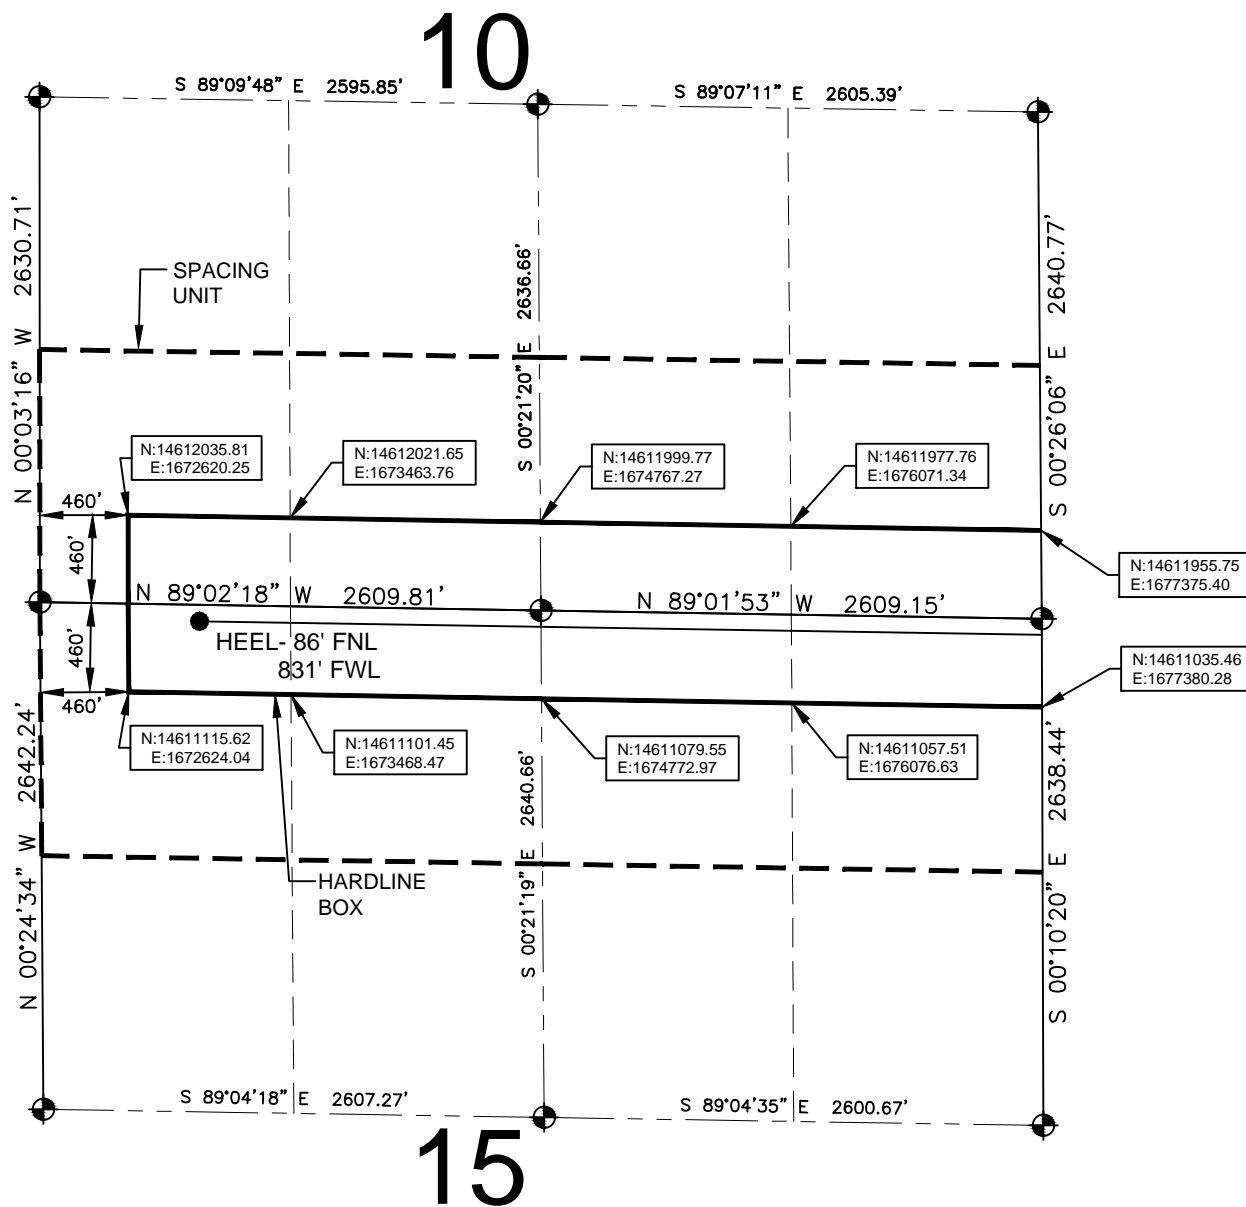 10
S 89°09'48" E 2595.85'
S 89°07'11" E 2605.39'
N 00°03'16" W 2630.71'
S 00°21'20" E 2636.66'
S 00°26'06" E 2640.77'
SPACING
UNIT
N:14612035.81
E:1672620.25
N:14612021.65
E:1673463.76
N:14611999.77
E:1674767.27
N:14611977.76
E:1676071.34
N:14611955.75
E:1677375.40
460'
460'
N 89°02'18" W 2609.81'
N 89°01'53" W 2609.15'
HEEL- 86' FNL
831' FWL
460'
460'
N:14611035.46
E:1677380.28
N:14611115.62
E:1672624.04
N:14611101.45
E:1673468.47
N:14611079.55
E:1674772.97
N:14611057.51
E:1676076.63
N 00°24'34" W 2642.24'
S 00°21'19" E 2640.66'
S 00°10'20" E 2638.44'
HARDLINE
BOX
S 89°04'18" E 2607.27'
S 89°04'35" E 2600.67'
15